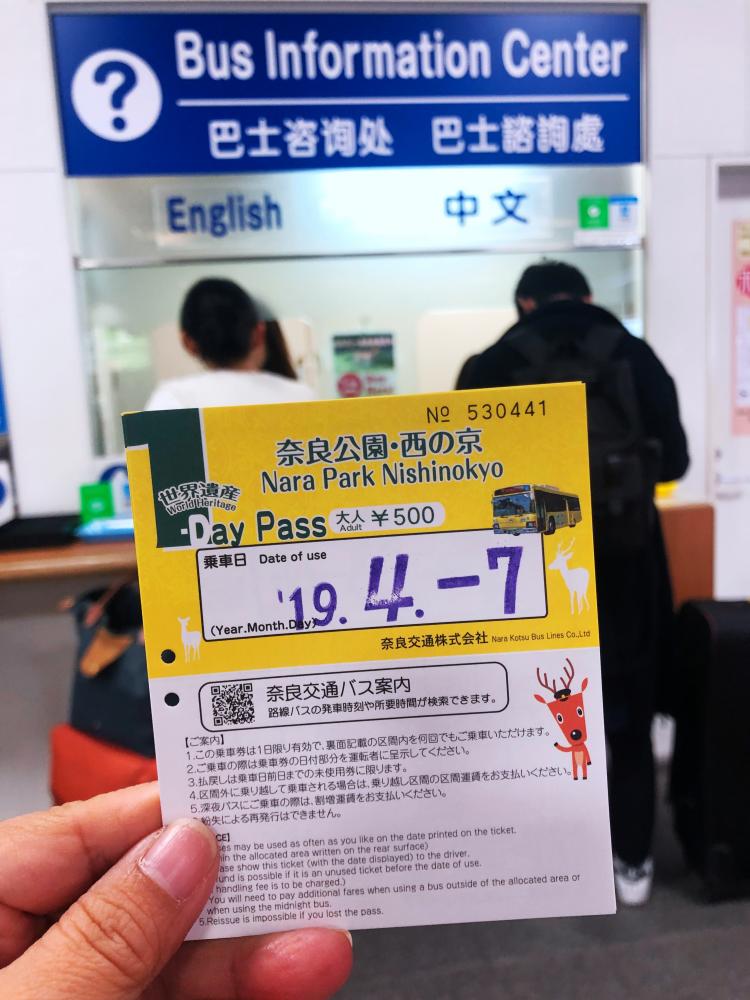 Bus Information Center
?
巴士咨询处 巴士諮詢處
English 中文
Nº 530441
奈良公園・西の京
Nara Park Nishinokyo
世界遺産
World Heritage
1-Day Pass 大人 Adult ¥500
乗車日 Date of use
'19. 4. -7
(Year.Month.Day)
奈良交通株式会社 Nara Kotsu Bus Lines Co.,Ltd
奈良交通バス案内
路線バスの発車時刻や所要時間が検索できます。
【ご案内】
1.この乗車券は1日限り有効で、裏面記載の区間内を何回でもご乗車いただけます。
2.ご乗車の際は乗車券の日付部分を運転者に呈示してください。
3.払戻しは乗車日前日までの未使用券に限ります。
4.区間外に乗り越して乗車される場合は、乗り越し区間の区間運賃をお支払いください。
5.深夜バスにご乗車の際は、割増運賃をお支払いください。
紛失による再発行はできません。
es may be used as often as you like on the date printed on the ticket.
in the allocated area written on the rear surface)
ase show this ticket (with the date displayed) to the driver.
und is possible if it is an unused ticket before the date of use.
handling fee is to be charged.)
You will need to pay additional fares when using a bus outside of the allocated area or
when using the midnight bus.
5.Reissue is impossible if you lost the pass.